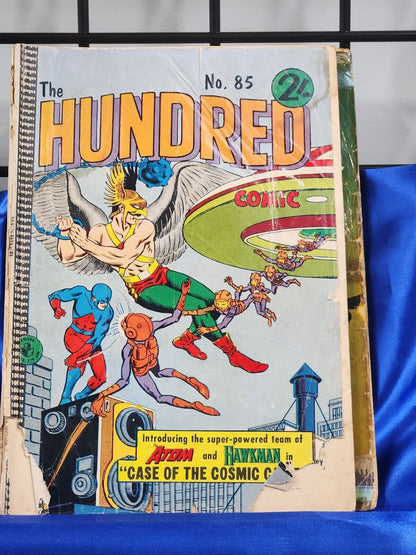 The
No. 85
2/-
HUNDRED
COMIC
Introducing the super-powered team of
ATOM and HAWKMAN in
"CASE OF THE COSMIC C